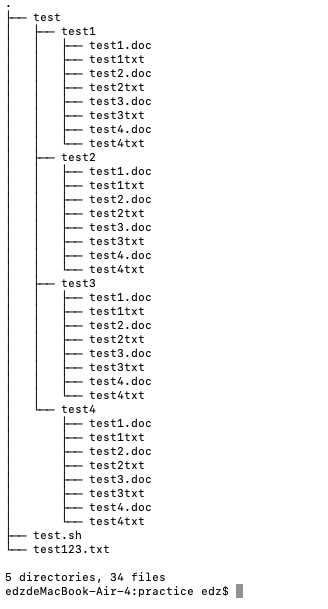 .
├── test
│   ├── test1
│   │   ├── test1.doc
│   │   ├── test1txt
│   │   ├── test2.doc
│   │   ├── test2txt
│   │   ├── test3.doc
│   │   ├── test3txt
│   │   ├── test4.doc
│   │   └── test4txt
│   ├── test2
│   │   ├── test1.doc
│   │   ├── test1txt
│   │   ├── test2.doc
│   │   ├── test2txt
│   │   ├── test3.doc
│   │   ├── test3txt
│   │   ├── test4.doc
│   │   └── test4txt
│   ├── test3
│   │   ├── test1.doc
│   │   ├── test1txt
│   │   ├── test2.doc
│   │   ├── test2txt
│   │   ├── test3.doc
│   │   ├── test3txt
│   │   ├── test4.doc
│   │   └── test4txt
│   └── test4
│       ├── test1.doc
│       ├── test1txt
│       ├── test2.doc
│       ├── test2txt
│       ├── test3.doc
│       ├── test3txt
│       ├── test4.doc
│       └── test4txt
├── test.sh
└── test123.txt

5 directories, 34 files
edzdeMacBook-Air-4:practice edz$